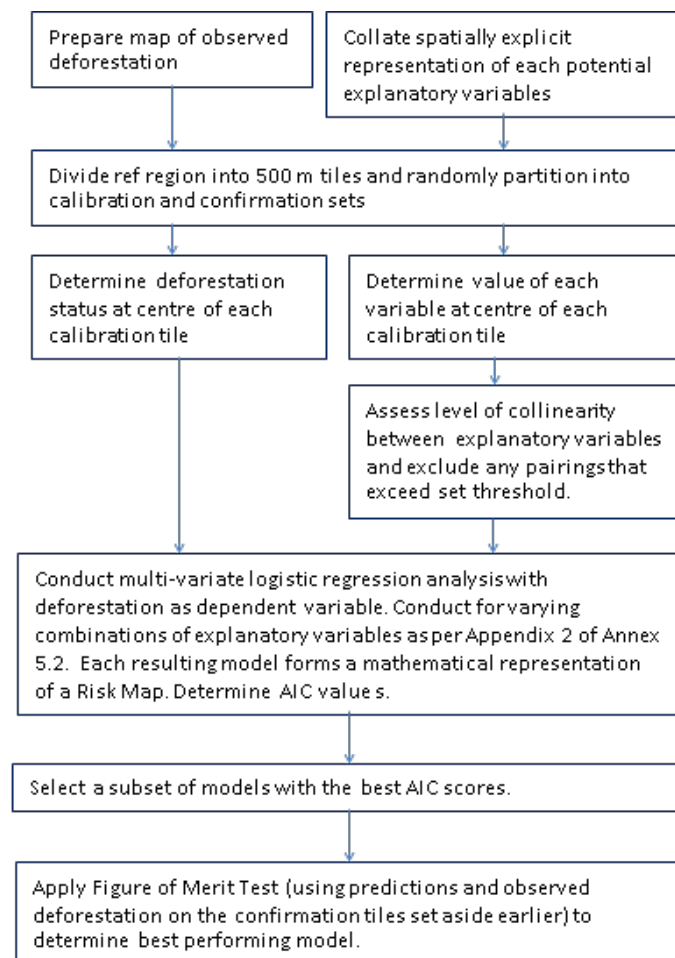 Prepare map of observed
deforestation
Collate spatially explicit
representation of each potential
explanatory variables
Divide ref region into 500 m tiles and randomly partition into
calibration and confirmation sets
Determine deforestation
status at centre of each
calibration tile
Determine value of each
variable at centre of each
calibration tile
Assess level of collinearity
between explanatory variables
and exclude any pairings that
exceed set threshold.
Conduct multi-variate logistic regression analysis with
deforestation as dependent variable. Conduct for varying
combinations of explanatory variables as per Appendix 2 of Annex
5.2. Each resulting model forms a mathematical representation
of a Risk Map. Determine AIC value s.
Select a subset of models with the best AIC scores.
Apply Figure of Merit Test (using predictions and observed
deforestation on the confirmation tiles set aside earlier) to
determine best performing model.